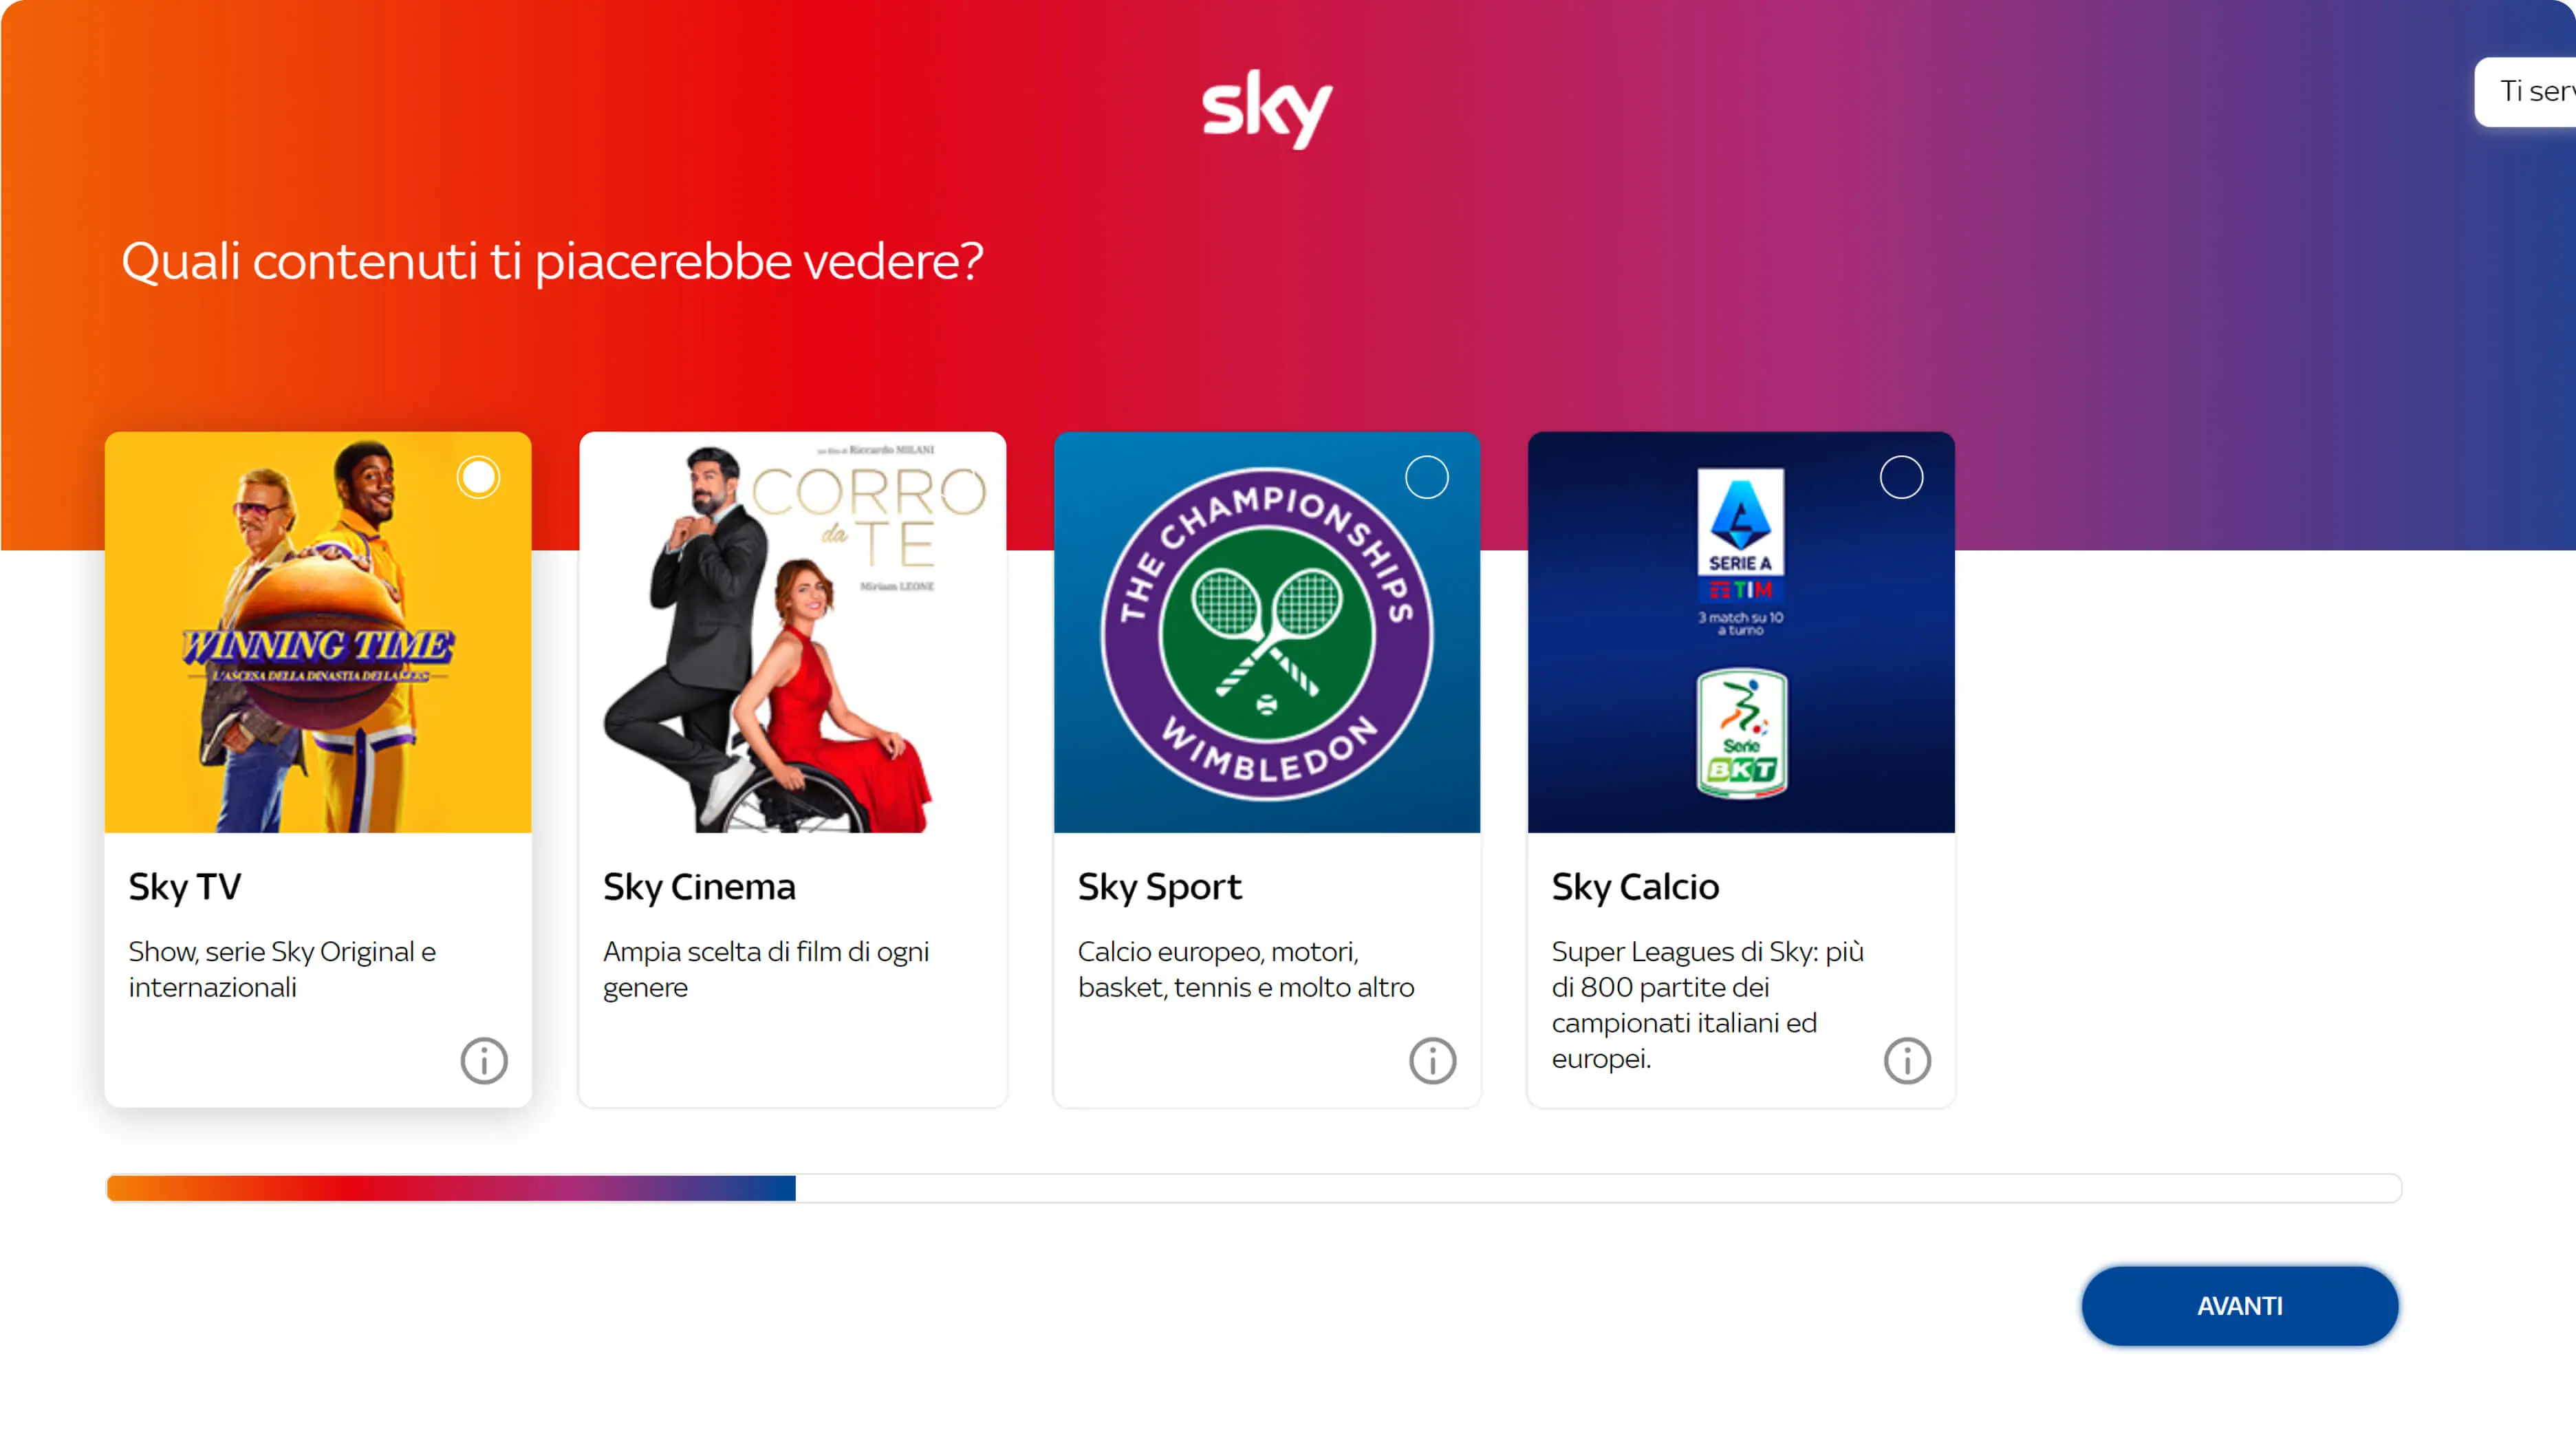 sky
Ti ser
Quali contenuti ti piacerebbe vedere?
WINNING TIME
L'ASCESA DELLA DINASTIA DEI LAKERS
Sky TV
Show, serie Sky Original e
internazionali
un film di Riccardo MILANI
CORRO
da TE
Miriam LEONE
Sky Cinema
Ampia scelta di film di ogni
genere
THE CHAMPIONSHIPS
WIMBLEDON
Sky Sport
Calcio europeo, motori,
basket, tennis e molto altro
SERIE A
TIM
3 match su 10
a turno
Serie
BKT
Sky Calcio
Super Leagues di Sky: più
di 800 partite dei
campionati italiani ed
europei.
AVANTI